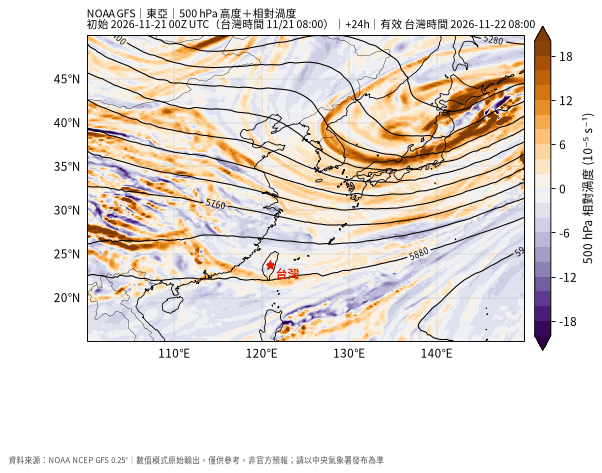 NOAA GFS｜東亞｜500 hPa 高度＋相對渦度
初始 2026-11-21 00Z UTC（台灣時間 11/21 08:00）｜+24h｜有效 台灣時間 2026-11-22 08:00
5280
5760
5880
台灣
45°N
40°N
35°N
30°N
25°N
20°N
110°E
120°E
130°E
140°E
18
12
6
0
-6
-12
-18
500 hPa 相對渦度 (10⁻⁵ s⁻¹)
資料來源：NOAA NCEP GFS 0.25°｜數值模式原始輸出，僅供參考，非官方預報；請以中央氣象署發布為準